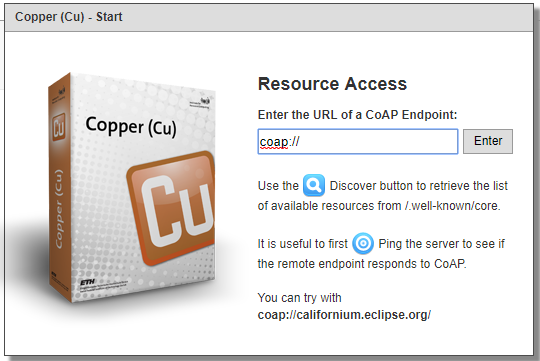 Copper (Cu) - Start
Resource Access
Enter the URL of a CoAP Endpoint:
coap://
Enter
Use the Discover button to retrieve the list
of available resources from /.well-known/core.
It is useful to first Ping the server to see if
the remote endpoint responds to CoAP.
You can try with
coap://californium.eclipse.org/
Copper (Cu)
Cu
Cu
Copper (Cu)
ETH